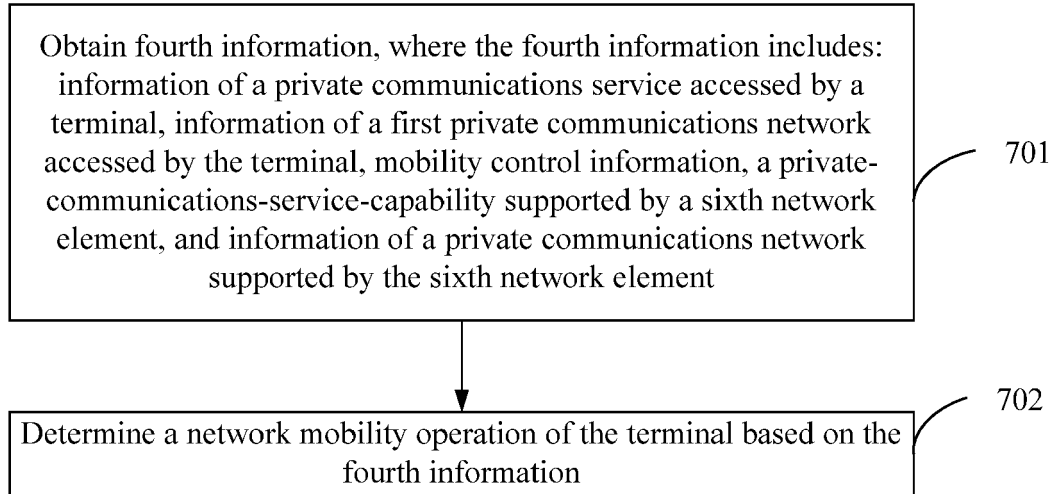 Obtain fourth information, where the fourth information includes:
information of a private communications service accessed by a
terminal, information of a first private communications network
accessed by the terminal, mobility control information, a private-
communications-service-capability supported by a sixth network
element, and information of a private communications network
supported by the sixth network element
701
702
Determine a network mobility operation of the terminal based on the
fourth information